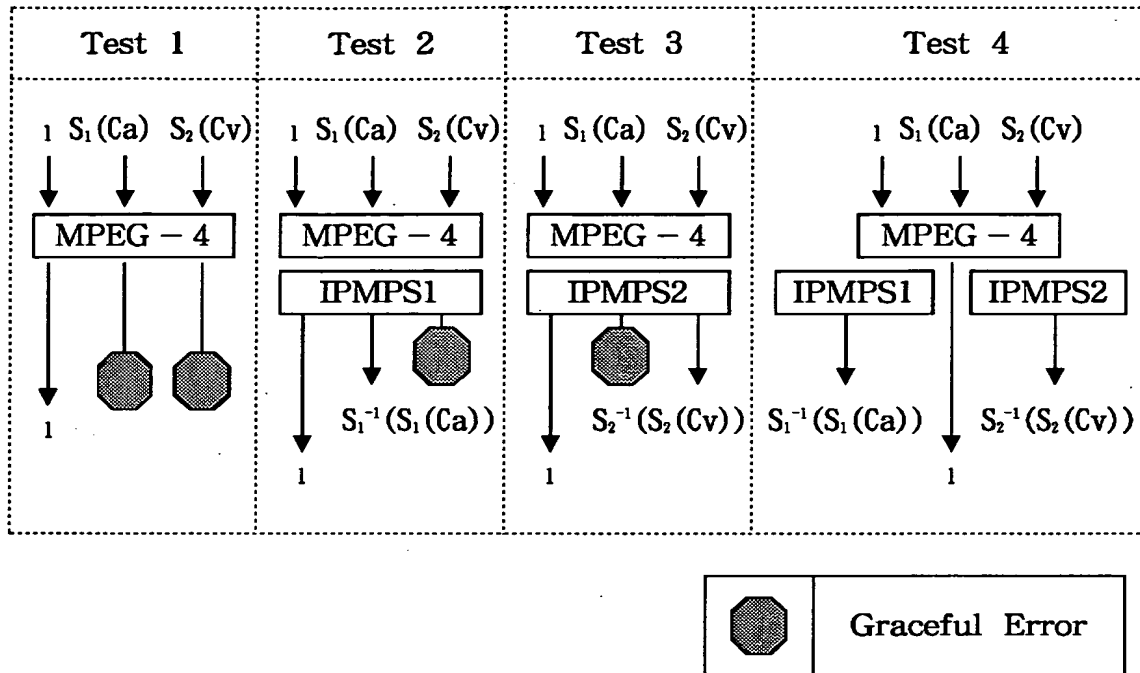 Test 1 Test 2 Test 3 Test 4
1 S₁(Ca) S₂(Cv) 1 S₁(Ca) S₂(Cv) 1 S₁(Ca) S₂(Cv) 1 S₁(Ca) S₂(Cv)
MPEG - 4 MPEG - 4 MPEG - 4 MPEG - 4
IPMPS1 IPMPS2 IPMPS1 IPMPS2
1 S₁⁻¹(S₁(Ca)) S₂⁻¹(S₂(Cv)) S₁⁻¹(S₁(Ca)) S₂⁻¹(S₂(Cv))
1 1 1
Graceful Error